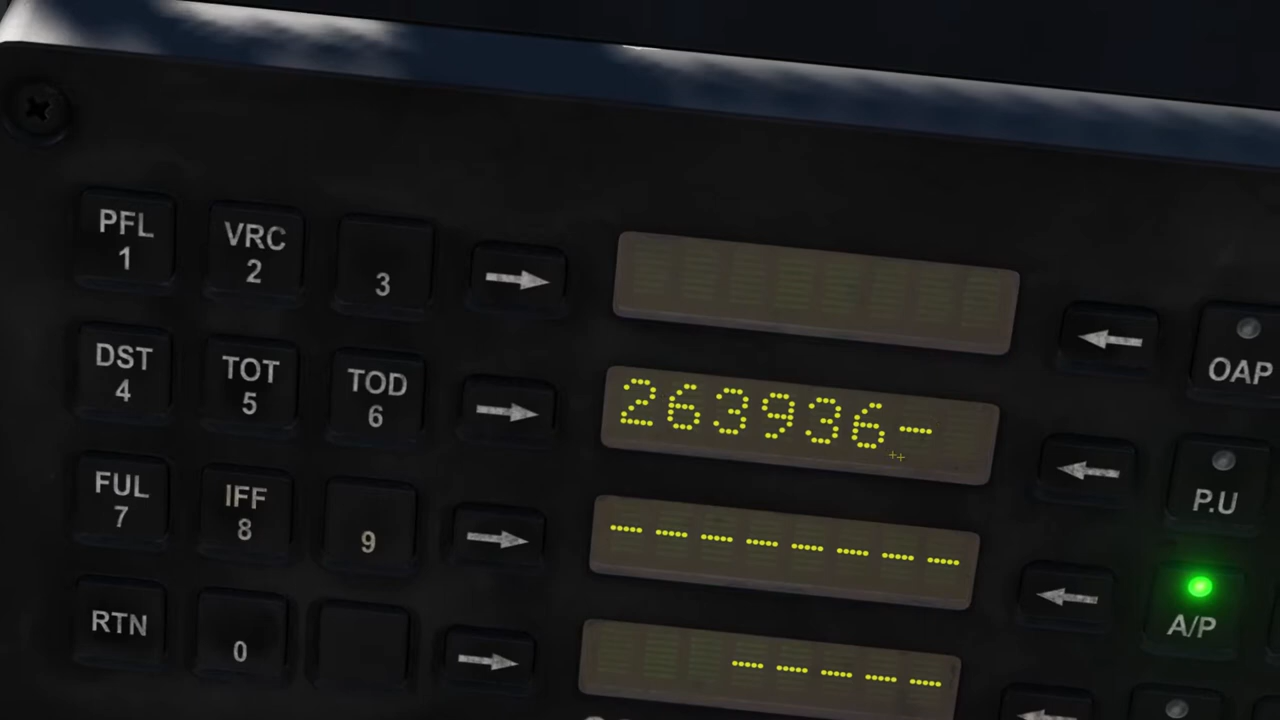 PFL VRC
1 2 3
OAP
DST TOT TOD
4 5 6
263936-
P.U
FUL IFF
7 8 9
--------
A/P
RTN
0
-----